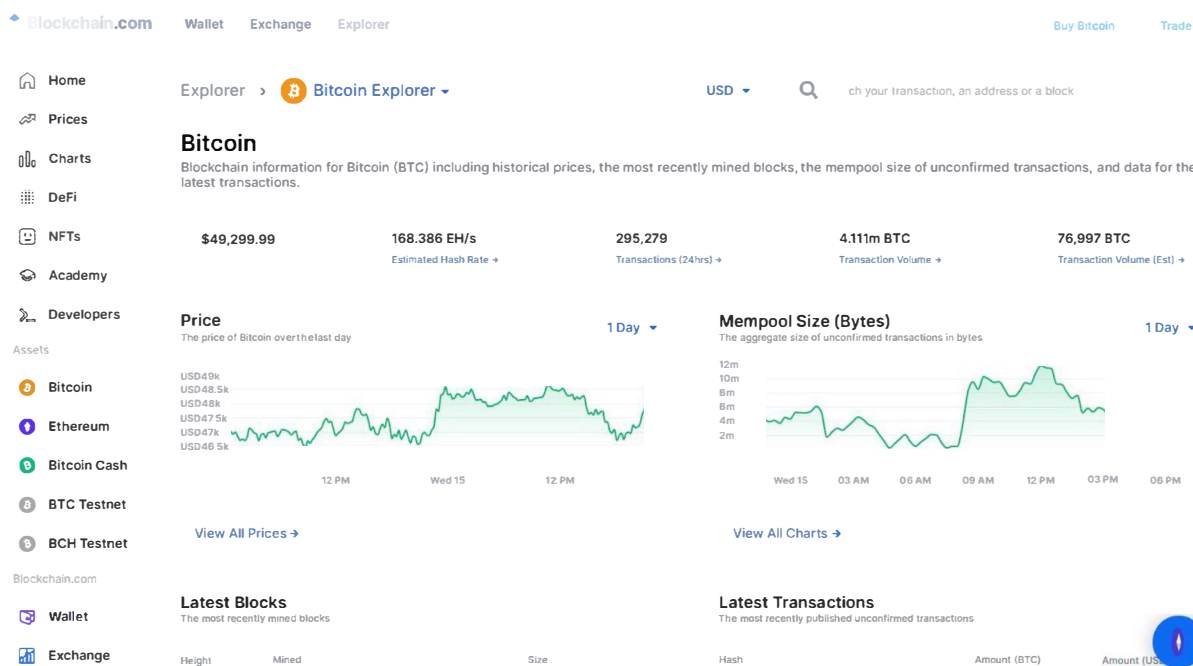 Blockchain.com Wallet Exchange Explorer Buy Bitcoin Trade
Home
Prices
Charts
DeFi
NFTs
Academy
Developers
Assets
Bitcoin
Ethereum
Bitcoin Cash
BTC Testnet
BCH Testnet
Blockchain.com
Wallet
Exchange
Explorer › Bitcoin Explorer USD ch your transaction, an address or a block
Bitcoin
Blockchain information for Bitcoin (BTC) including historical prices, the most recently mined blocks, the mempool size of unconfirmed transactions, and data for the
latest transactions.
$49,299.99 168.386 EH/s 295,279 4.111m BTC 76,997 BTC
Estimated Hash Rate → Transactions (24hrs) → Transaction Volume → Transaction Volume (Est) →
Price
The price of Bitcoin over the last day
1 Day
USD49k
USD48.5k
USD48k
USD47 5k
USD47k
USD46 5k
12 PM Wed 15 12 PM
View All Prices →
Mempool Size (Bytes)
The aggregate size of unconfirmed transactions in bytes
1 Day
12m
10m
8m
6m
4m
2m
Wed 15 03 AM 06 AM 09 AM 12 PM 03 PM 06 PM
View All Charts →
Latest Blocks
The most recently mined blocks
Height Mined Size
Latest Transactions
The most recently published unconfirmed transactions
Hash Amount (BTC) Amount (US